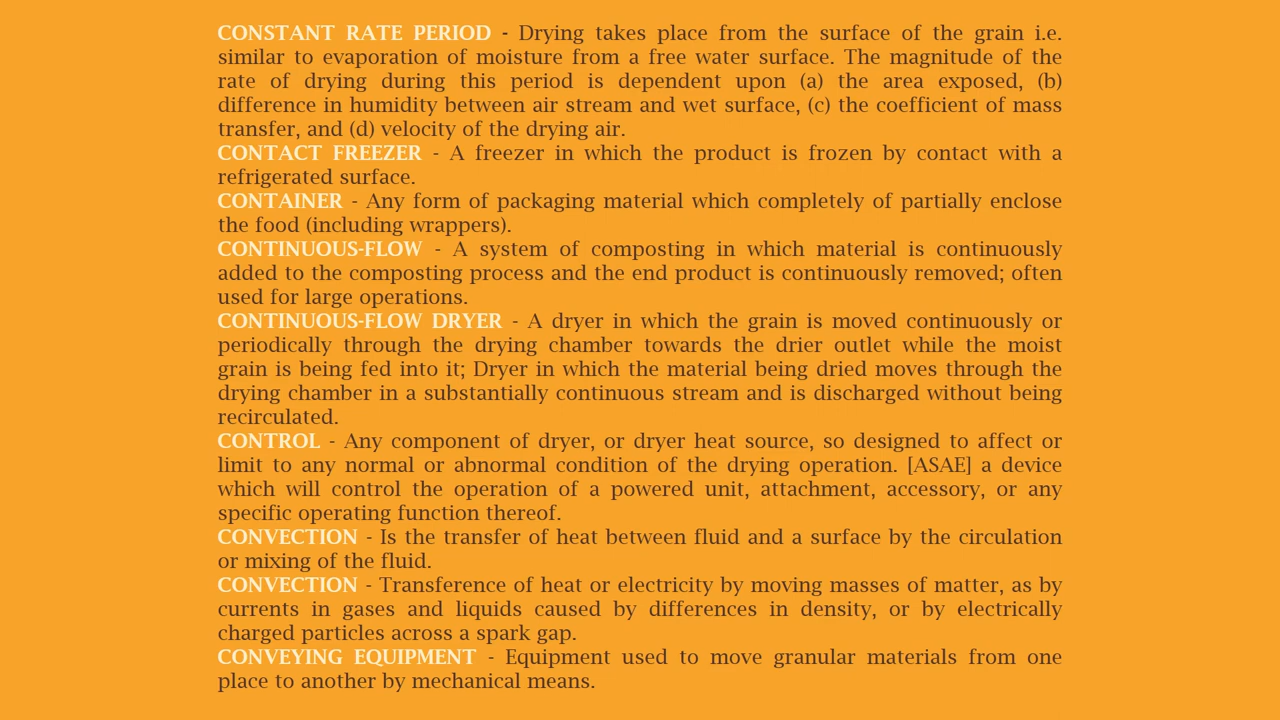 CONSTANT RATE PERIOD - Drying takes place from the surface of the grain i.e.
similar to evaporation of moisture from a free water surface. The magnitude of the
rate of drying during this period is dependent upon (a) the area exposed, (b)
difference in humidity between air stream and wet surface, (c) the coefficient of mass
transfer, and (d) velocity of the drying air.
CONTACT FREEZER - A freezer in which the product is frozen by contact with a
refrigerated surface.
CONTAINER - Any form of packaging material which completely of partially enclose
the food (including wrappers).
CONTINUOUS-FLOW - A system of composting in which material is continuously
added to the composting process and the end product is continuously removed; often
used for large operations.
CONTINUOUS-FLOW DRYER - A dryer in which the grain is moved continuously or
periodically through the drying chamber towards the drier outlet while the moist
grain is being fed into it; Dryer in which the material being dried moves through the
drying chamber in a substantially continuous stream and is discharged without being
recirculated.
CONTROL - Any component of dryer, or dryer heat source, so designed to affect or
limit to any normal or abnormal condition of the drying operation. [ASAE] a device
which will control the operation of a powered unit, attachment, accessory, or any
specific operating function thereof.
CONVECTION - Is the transfer of heat between fluid and a surface by the circulation
or mixing of the fluid.
CONVECTION - Transference of heat or electricity by moving masses of matter, as by
currents in gases and liquids caused by differences in density, or by electrically
charged particles across a spark gap.
CONVEYING EQUIPMENT - Equipment used to move granular materials from one
place to another by mechanical means.